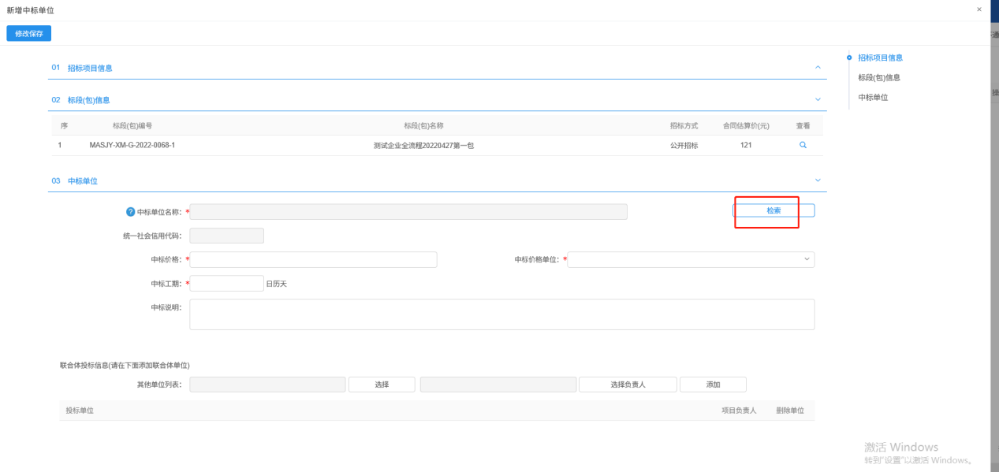 新增中标单位 ×
修改保存
01 招标项目信息
02 标段(包)信息
序 标段(包)编号 标段(包)名称 招标方式 合同估算价(元) 查看
1 MASJY-XM-G-2022-0068-1 测试企业全流程20220427第一包 公开招标 121
03 中标单位
? 中标单位名称: * 检索
统一社会信用代码:
中标价格: * 中标价格单位: *
中标工期: * 日历天
中标说明:
联合体投标信息(请在下面添加联合体单位)
其他单位列表: 选择 选择负责人 添加
投标单位 项目负责人 删除单位
招标项目信息
标段(包)信息
中标单位
激活 Windows
转到"设置"以激活 Windows。